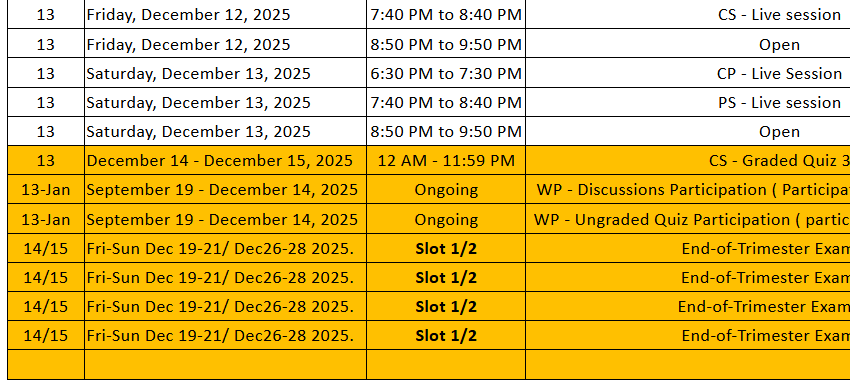 13 Friday, December 12, 2025 7:40 PM to 8:40 PM CS - Live session
13 Friday, December 12, 2025 8:50 PM to 9:50 PM Open
13 Saturday, December 13, 2025 6:30 PM to 7:30 PM CP - Live Session
13 Saturday, December 13, 2025 7:40 PM to 8:40 PM PS - Live session
13 Saturday, December 13, 2025 8:50 PM to 9:50 PM Open
13 December 14 - December 15, 2025 12 AM - 11:59 PM CS - Graded Quiz 3
13-Jan September 19 - December 14, 2025 Ongoing WP - Discussions Participation ( Participa
13-Jan September 19 - December 14, 2025 Ongoing WP - Ungraded Quiz Participation ( partic
14/15 Fri-Sun Dec 19-21/ Dec26-28 2025. Slot 1/2 End-of-Trimester Exam
14/15 Fri-Sun Dec 19-21/ Dec26-28 2025. Slot 1/2 End-of-Trimester Exam
14/15 Fri-Sun Dec 19-21/ Dec26-28 2025. Slot 1/2 End-of-Trimester Exam
14/15 Fri-Sun Dec 19-21/ Dec26-28 2025. Slot 1/2 End-of-Trimester Exam